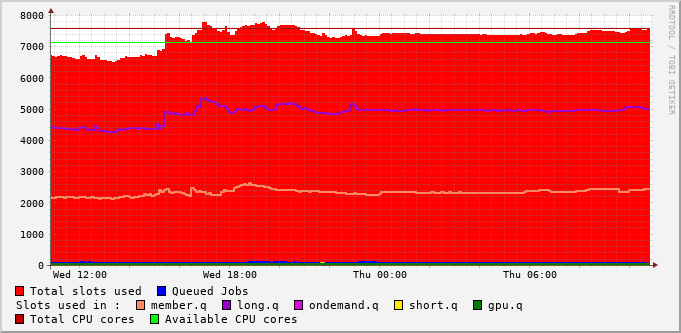 8000
7000
6000
5000
4000
3000
2000
1000
0
Wed 12:00 Wed 18:00 Thu 00:00 Thu 06:00
Total slots used Queued Jobs
Slots used in : member.q long.q ondemand.q short.q gpu.q
Total CPU cores Available CPU cores
RRDTOOL / TOBI OETIKER